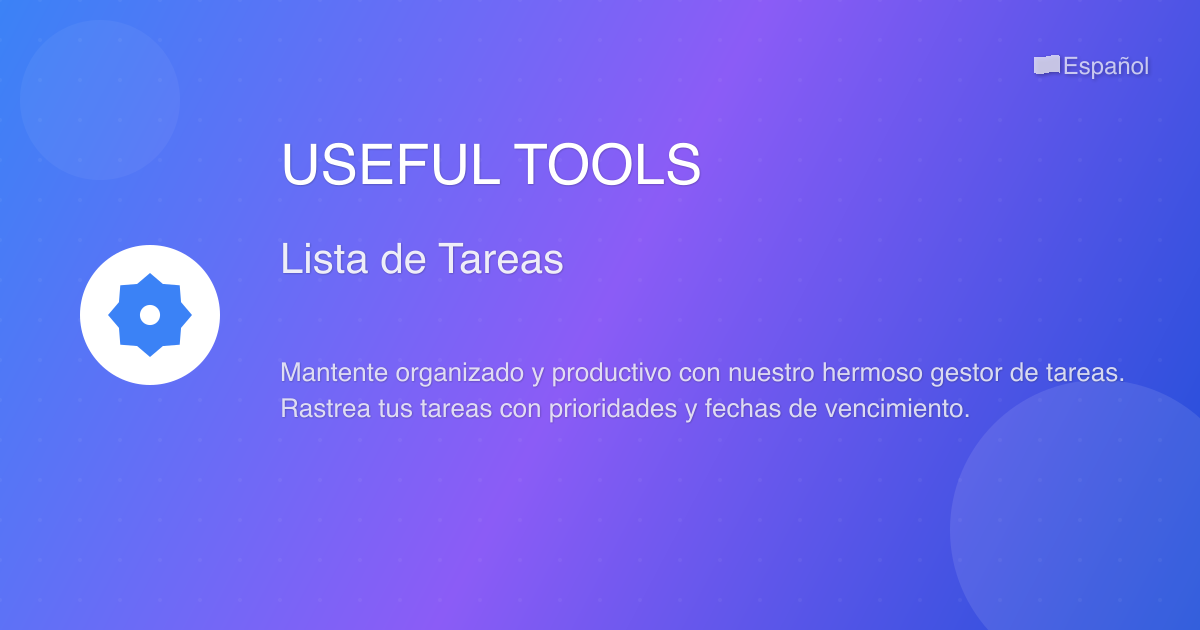 Español
USEFUL TOOLS
Lista de Tareas
Mantente organizado y productivo con nuestro hermoso gestor de tareas.
Rastrea tus tareas con prioridades y fechas de vencimiento.